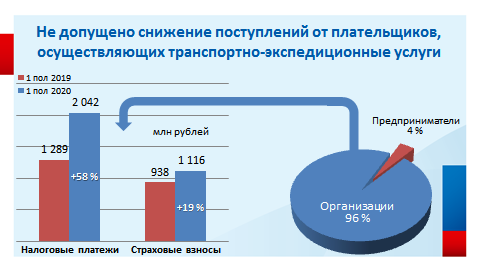 Не допущено снижение поступлений от плательщиков,
осуществляющих транспортно-экспедиционные услуги
1 пол 2019
1 пол 2020
2 042
млн рублей
1 289
+58 %
938
1 116
+19 %
Налоговые платежи
Страховые взносы
Предприниматели
4 %
Организации
96 %